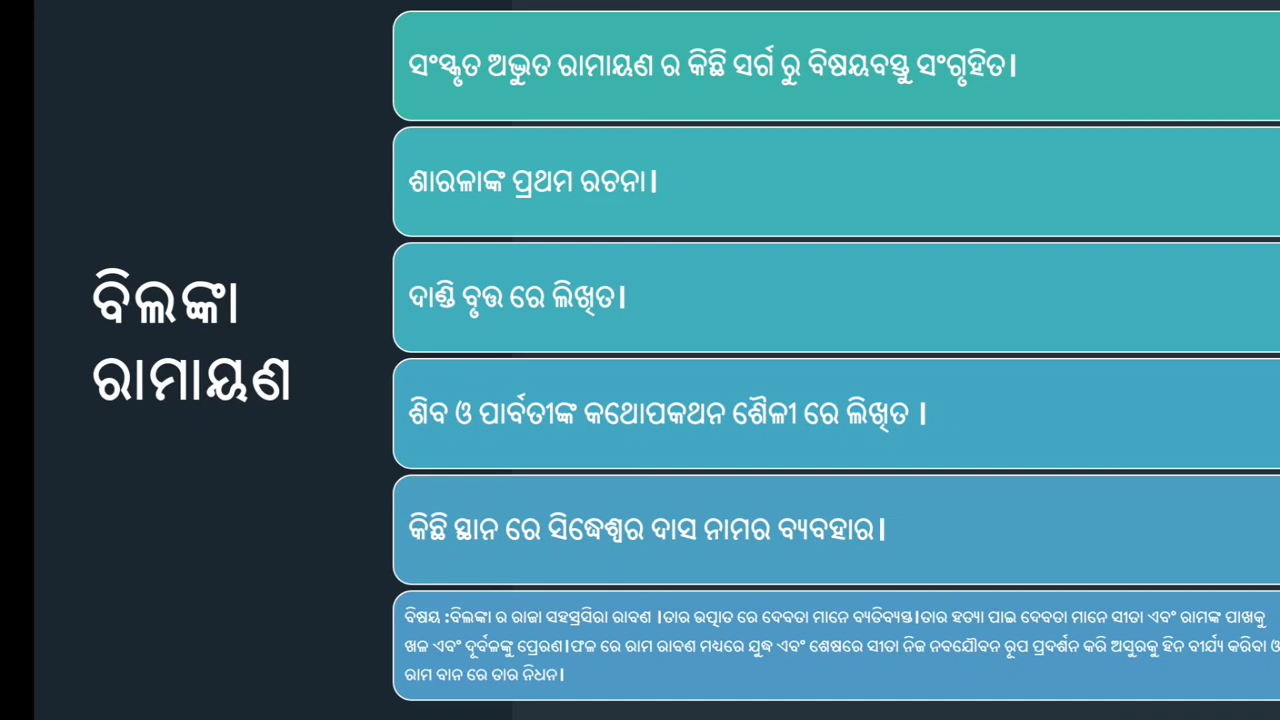 ବିଲଙ୍କା
ରାମାୟଣ
ସଂସ୍କୃତ ଅଦ୍ଭୁତ ରାମାୟଣ ର କିଛି ସର୍ଗ ରୁ ବିଷୟବସ୍ତୁ ସଂଗୃହିତ।
ଶାରଳାଙ୍କ ପ୍ରଥମ ରଚନା।
ଦାଣ୍ଡି ବୃତ୍ତ ରେ ଲିଖିତ।
ଶିବ ଓ ପାର୍ବତୀଙ୍କ କଥୋପକଥନ ଶୈଳୀ ରେ ଲିଖିତ ।
କିଛି ସ୍ଥାନ ରେ ସିଦ୍ଧେଶ୍ୱର ଦାସ ନାମର ବ୍ୟବହାର।
ବିଷୟ :ବିଲଙ୍କା ର ରାଜା ସହସ୍ରସିରା ରାବଣ ।ତାର ଉତ୍ପାତ ରେ ଦେବତା ମାନେ ବ୍ୟତିବ୍ୟସ୍ତ।ତାର ହତ୍ୟା ପାଇ ଦେବତା ମାନେ ସୀତା ଏବଂ ରାମଙ୍କ ପାଖକୁ
ଖଳ ଏବଂ ଦୂର୍ବଳଙ୍କୁ ପ୍ରେରଣ।ଫଳ ରେ ରାମ ରାବଣ ମଧ୍ୟରେ ଯୁଦ୍ଧ ଏବଂ ଶେଷରେ ସୀତା ନିଜ ନବଯୌବନ ରୂପ ପ୍ରଦର୍ଶନ କରି ଅସୁରକୁ ହିନ ବୀର୍ଯ୍ୟ କରିବା ଓ
ରାମ ବାନ ରେ ତାର ନିଧନ।